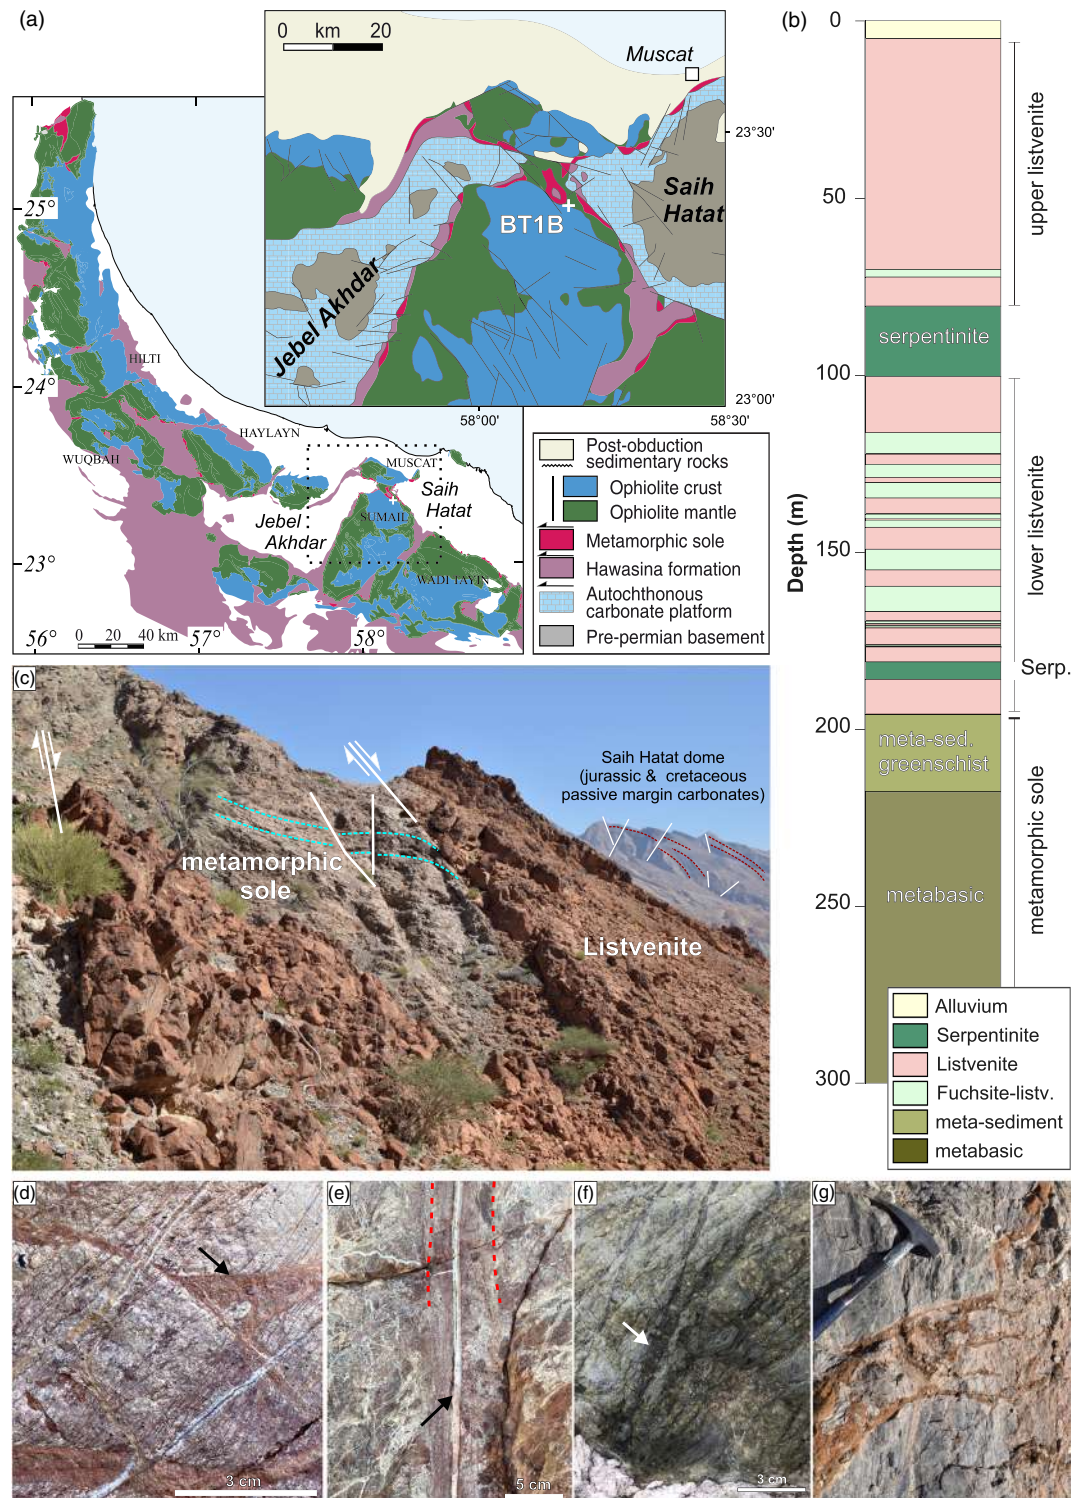 (a)
0 km 20
Muscat
23°30'
Saih
Hatat
BT1B
Jebel Akhdar
23°00'
58°00'
58°30'
25°
24°
23°
56°
57°
58°
HILTI
HAYLAYN
WUQBAH
MUSCAT
Saih
Hatat
SUMAIL
Jebel
Akhdar
WADI TAYIN
0 20 40 km
Post-obduction
sedimentary rocks
Ophiolite crust
Ophiolite mantle
Metamorphic sole
Hawasina formation
Autochthonous
carbonate platform
Pre-permian basement
(b)
0
50
100
150
200
250
300
Depth (m)
upper listvenite
serpentinite
lower listvenite
Serp.
meta-sed.
greenschist
metabasic
metamorphic sole
Alluvium
Serpentinite
Listvenite
Fuchsite-listv.
meta-sediment
metabasic
(c)
Saih Hatat dome
(jurassic & cretaceous
passive margin carbonates)
metamorphic
sole
Listvenite
(d)
3 cm
(e)
5 cm
(f)
3 cm
(g)